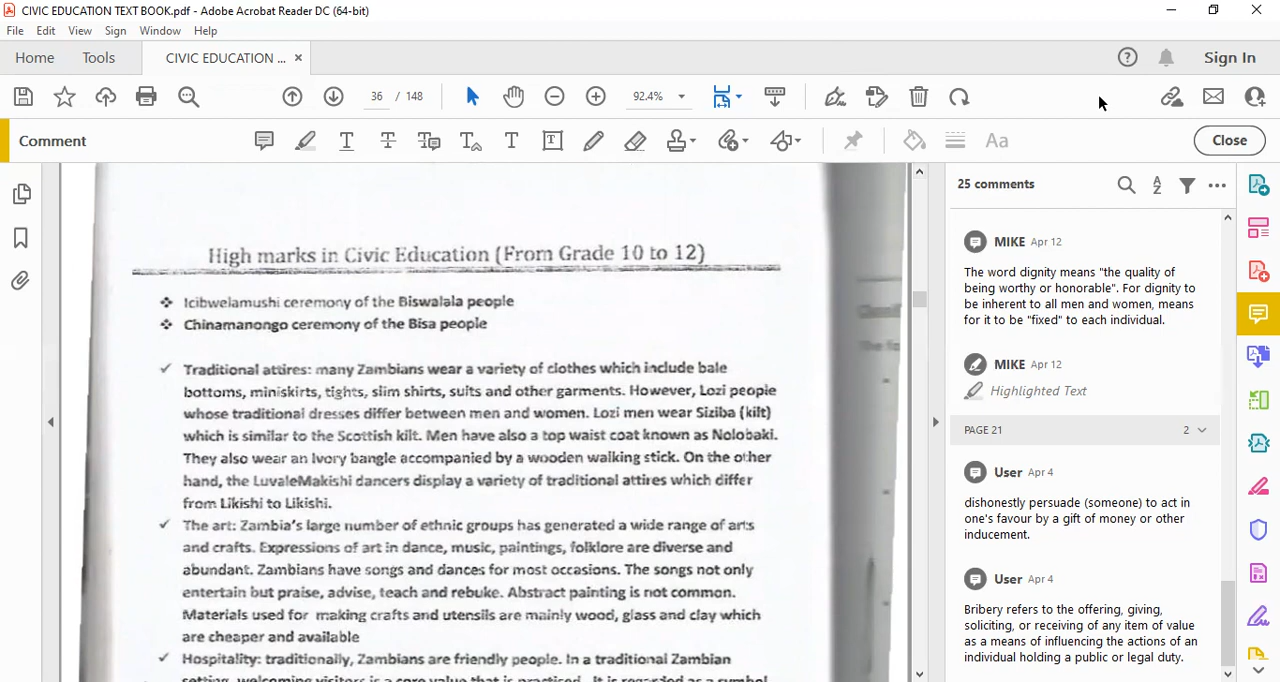 CIVIC EDUCATION TEXT BOOK.pdf - Adobe Acrobat Reader DC (64-bit)
File Edit View Sign Window Help
Home Tools CIVIC EDUCATION ... × Sign In
36 / 148 92.4%
Comment Close
25 comments
High marks in Civic Education (From Grade 10 to 12)
❖ Icibwelamushi ceremony of the Biswalala people
❖ Chinamanongo ceremony of the Bisa people
✓ Traditional attires: many Zambians wear a variety of clothes which include bale
bottoms, miniskirts, tights, slim shirts, suits and other garments. However, Lozi people
whose traditional dresses differ between men and women. Lozi men wear Siziba (kilt)
which is similar to the Scottish kilt. Men have also a top waist coat known as Nolobaki.
They also wear an Ivory bangle accompanied by a wooden walking stick. On the other
hand, the LuvaleMakishi dancers display a variety of traditional attires which differ
from Likishi to Likishi.
✓ The art: Zambia's large number of ethnic groups has generated a wide range of arts
and crafts. Expressions of art in dance, music, paintings, folklore are diverse and
abundant. Zambians have songs and dances for most occasions. The songs not only
entertain but praise, advise, teach and rebuke. Abstract painting is not common.
Materials used for making crafts and utensils are mainly wood, glass and clay which
are cheaper and available
✓ Hospitality: traditionally, Zambians are friendly people. In a traditional Zambian
setting, welcoming visitors is a core value that is practised. It is regarded as a symbol
MIKE Apr 12
The word dignity means "the quality of
being worthy or honorable". For dignity to
be inherent to all men and women, means
for it to be "fixed" to each individual.
MIKE Apr 12
Highlighted Text
PAGE 21 2
User Apr 4
dishonestly persuade (someone) to act in
one's favour by a gift of money or other
inducement.
User Apr 4
Bribery refers to the offering, giving,
soliciting, or receiving of any item of value
as a means of influencing the actions of an
individual holding a public or legal duty.